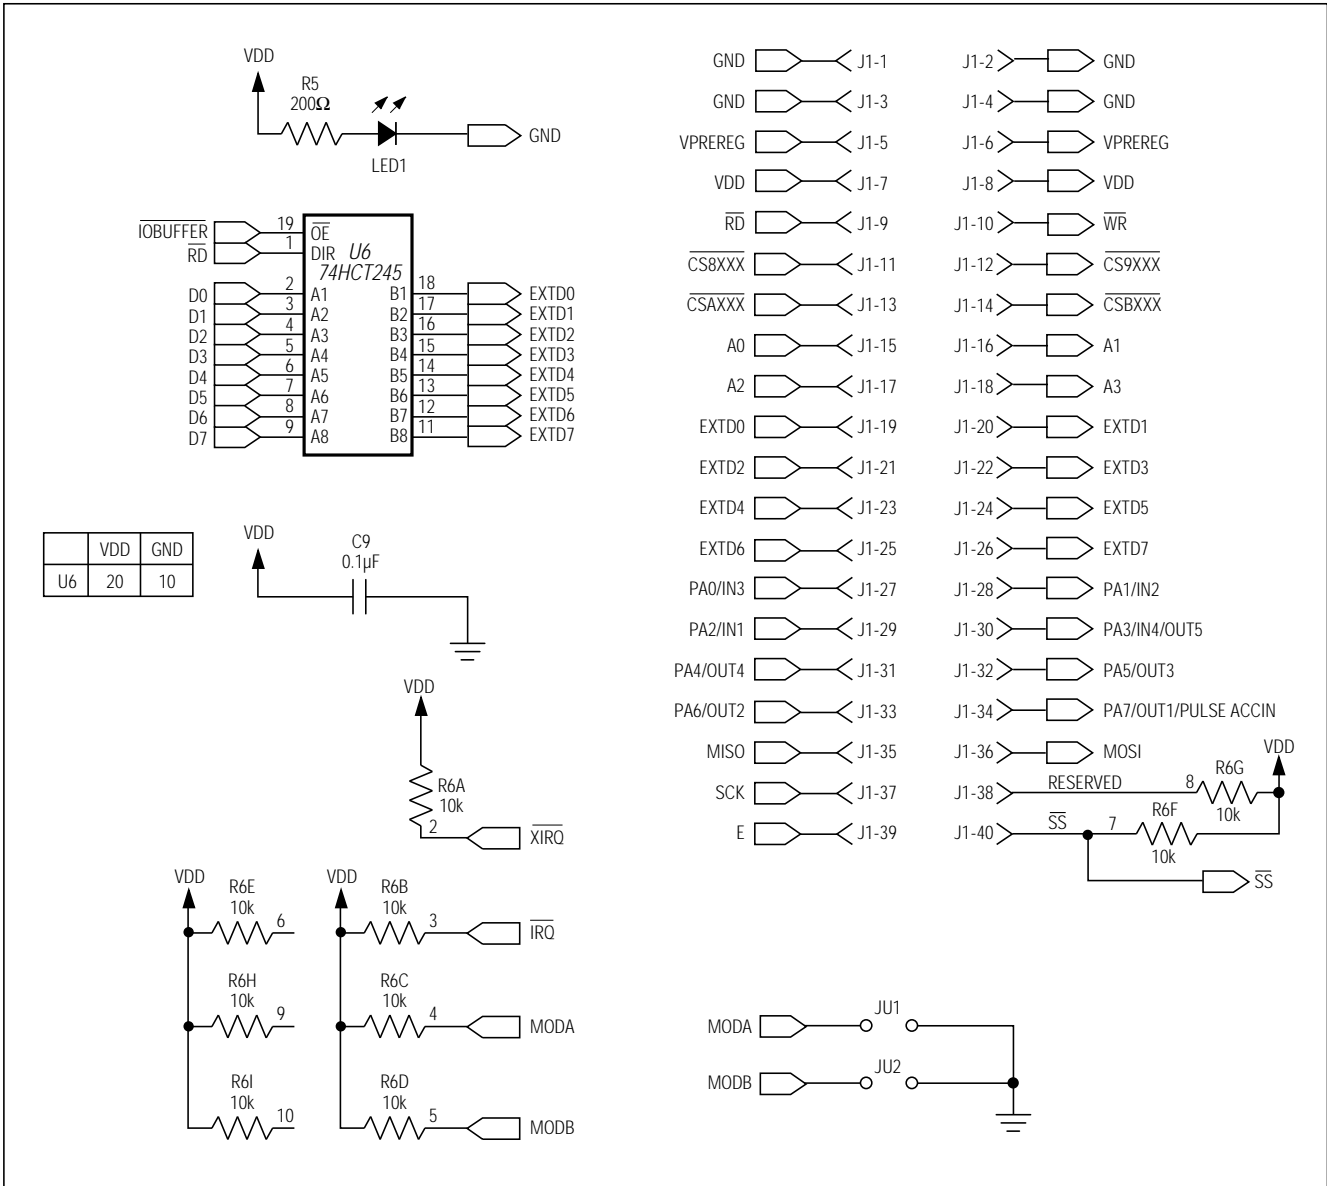 VDD
R5
200Ω
LED1
GND
IOBUFFER 19 OE
RD 1 DIR
U6
74HCT245
D0 2 A1 B1 18 EXTD0
D1 3 A2 B2 17 EXTD1
D2 4 A3 B3 16 EXTD2
D3 5 A4 B4 15 EXTD3
D4 6 A5 B5 14 EXTD4
D5 7 A6 B6 13 EXTD5
D6 8 A7 B7 12 EXTD6
D7 9 A8 B8 11 EXTD7
VDD GND
U6 20 10
VDD
C9
0.1µF
VDD
R6A
10k
2
XIRQ
VDD
R6E
10k
6
R6H
10k
9
R6I
10k
10
VDD
R6B
10k
3
IRQ
R6C
10k
4
MODA
R6D
10k
5
MODB
GND J1-1 J1-2 GND
GND J1-3 J1-4 GND
VPREREG J1-5 J1-6 VPREREG
VDD J1-7 J1-8 VDD
RD J1-9 J1-10 WR
CS8XXX J1-11 J1-12 CS9XXX
CSAXXX J1-13 J1-14 CSBXXX
A0 J1-15 J1-16 A1
A2 J1-17 J1-18 A3
EXTD0 J1-19 J1-20 EXTD1
EXTD2 J1-21 J1-22 EXTD3
EXTD4 J1-23 J1-24 EXTD5
EXTD6 J1-25 J1-26 EXTD7
PA0/IN3 J1-27 J1-28 PA1/IN2
PA2/IN1 J1-29 J1-30 PA3/IN4/OUT5
PA4/OUT4 J1-31 J1-32 PA5/OUT3
PA6/OUT2 J1-33 J1-34 PA7/OUT1/PULSE ACCIN
MISO J1-35 J1-36 MOSI
VDD
SCK J1-37 J1-38 RESERVED 8 R6G
10k
E J1-39 J1-40 SS 7 R6F
10k
SS
MODA JU1
MODB JU2